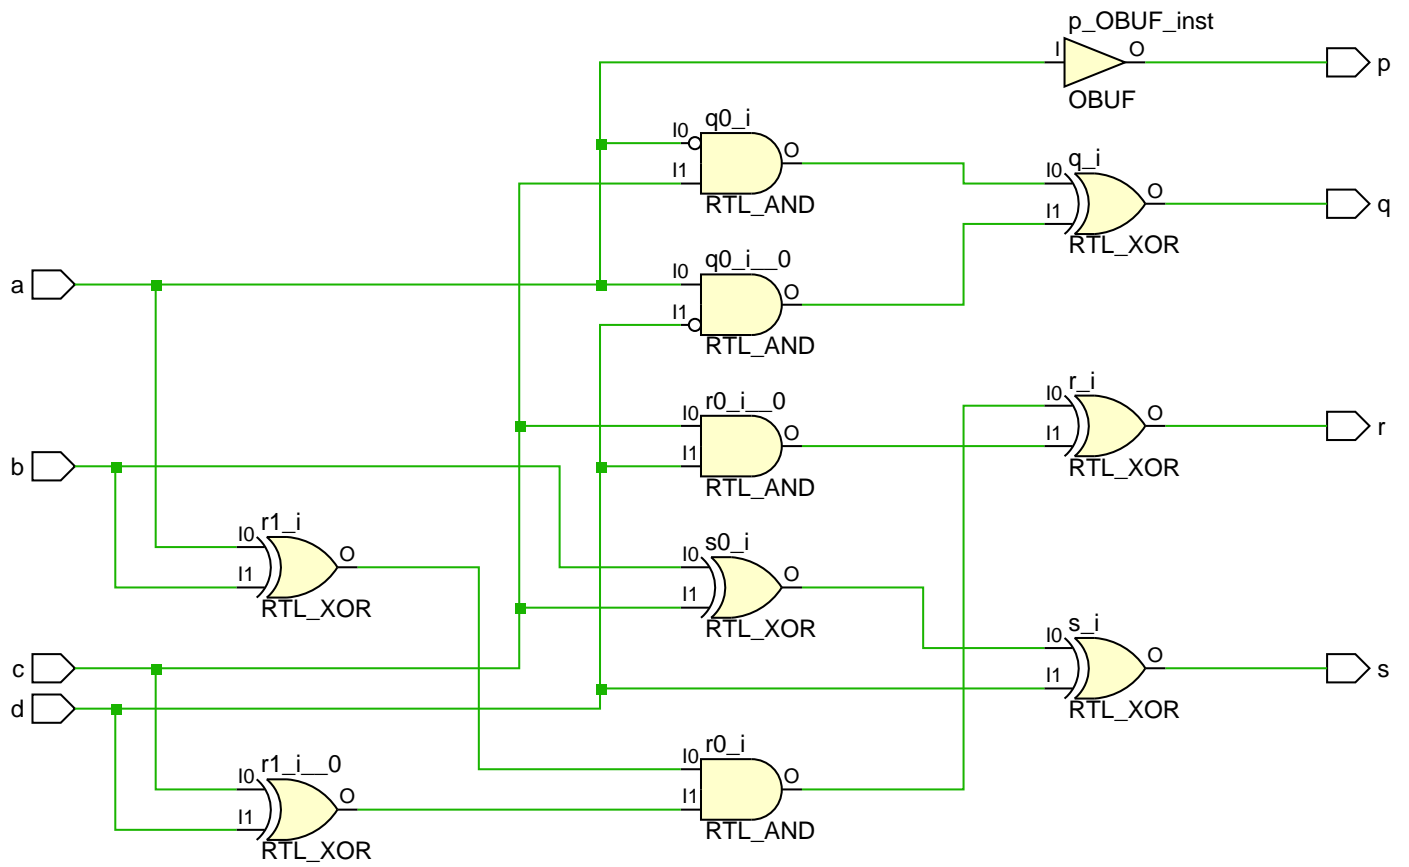 p_OBUF_inst
I
O
p
OBUF
q0_i
I0
I1
O
RTL_AND
q_i
I0
I1
O
q
RTL_XOR
a
q0_i__0
I0
I1
O
RTL_AND
r0_i__0
I0
I1
O
RTL_AND
r_i
I0
I1
O
r
RTL_XOR
b
r1_i
I0
I1
O
RTL_XOR
s0_i
I0
I1
O
RTL_XOR
s_i
I0
I1
O
s
RTL_XOR
c
d
r1_i__0
I0
I1
O
RTL_XOR
r0_i
I0
I1
O
RTL_AND